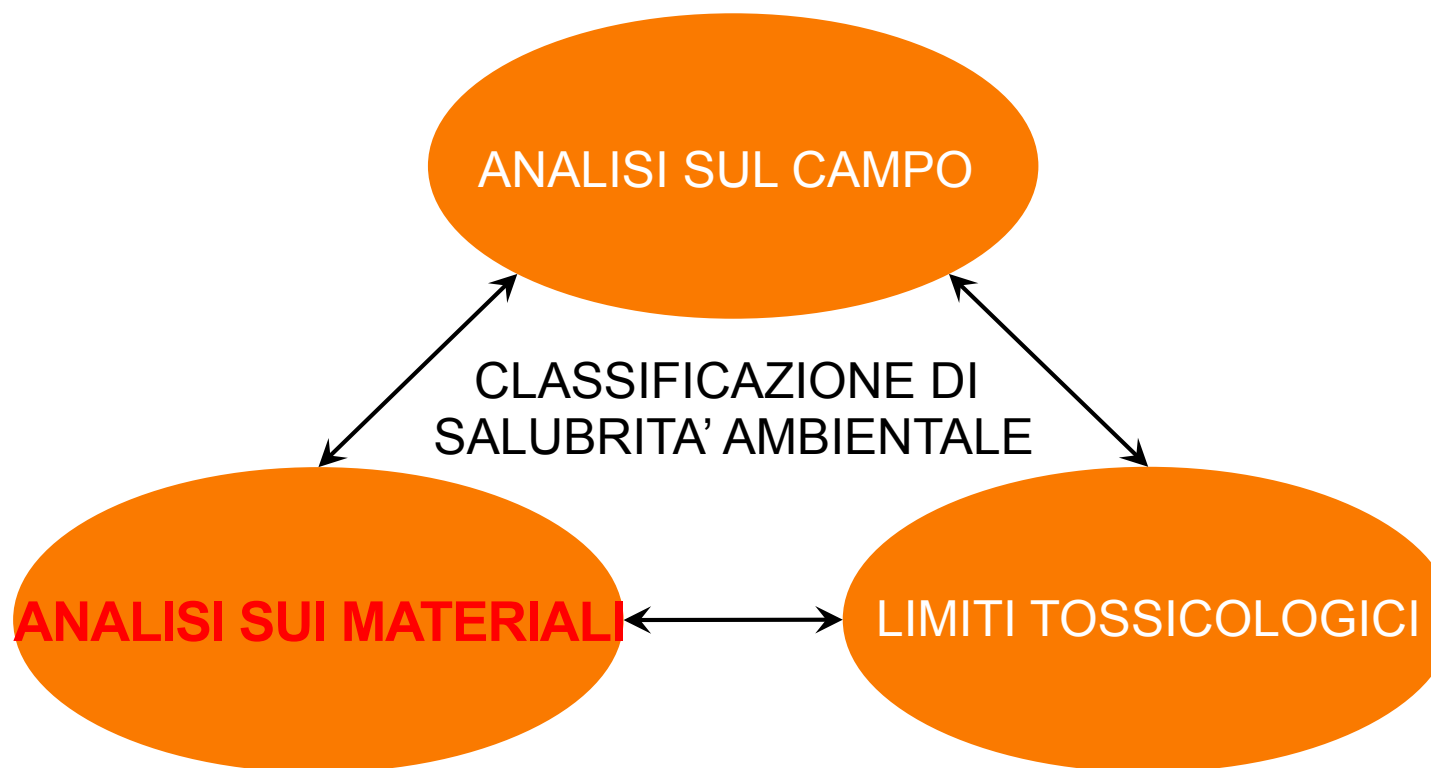 ANALISI SUL CAMPO
CLASSIFICAZIONE DI
SALUBRITA’ AMBIENTALE
ANALISI SUI MATERIALI
LIMITI TOSSICOLOGICI